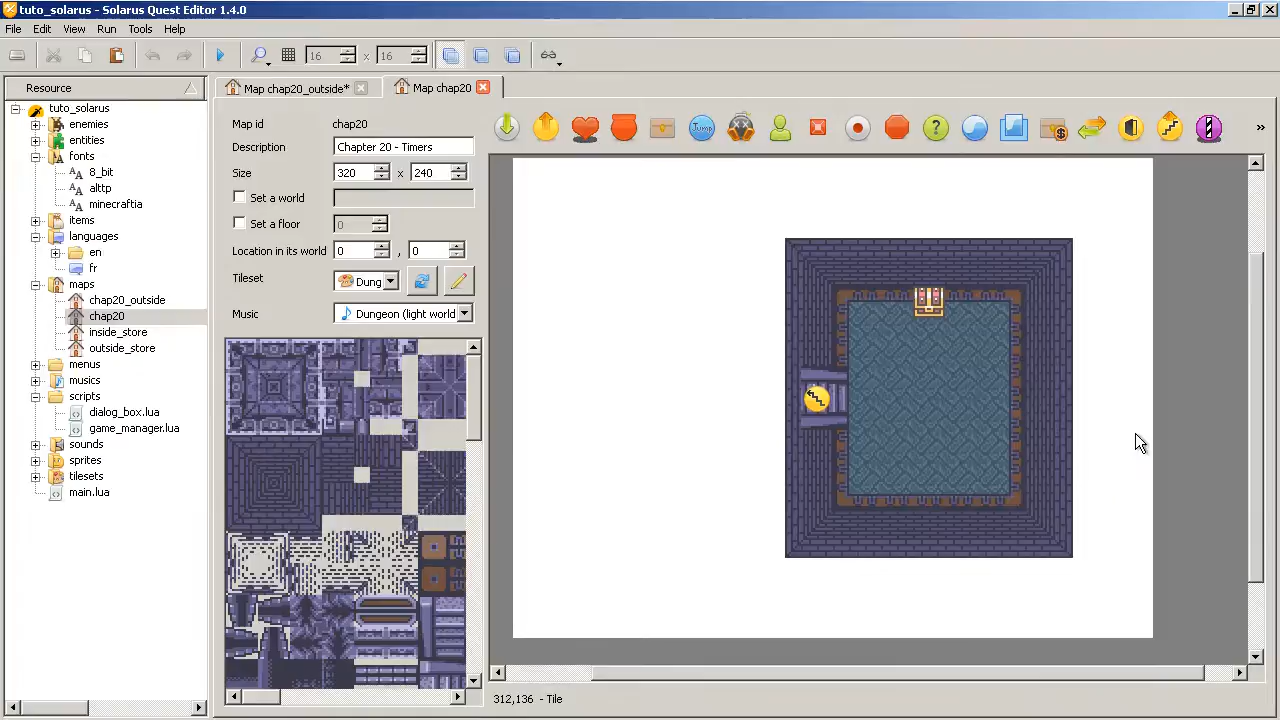 tuto_solarus - Solarus Quest Editor 1.4.0
File Edit View Run Tools Help
16 x 16
Resource
tuto_solarus
enemies
entities
fonts
8_bit
alttp
minecraftia
items
languages
en
fr
maps
chap20_outside
chap20
inside_store
outside_store
menus
musics
scripts
dialog_box.lua
game_manager.lua
sounds
sprites
tilesets
main.lua
Map chap20_outside*
Map chap20
Map id chap20
Description Chapter 20 - Timers
Size 320 x 240
Set a world
Set a floor 0
Location in its world 0 , 0
Tileset Dung
Music Dungeon (light world
Jump
?
$
»
312,136 - Tile